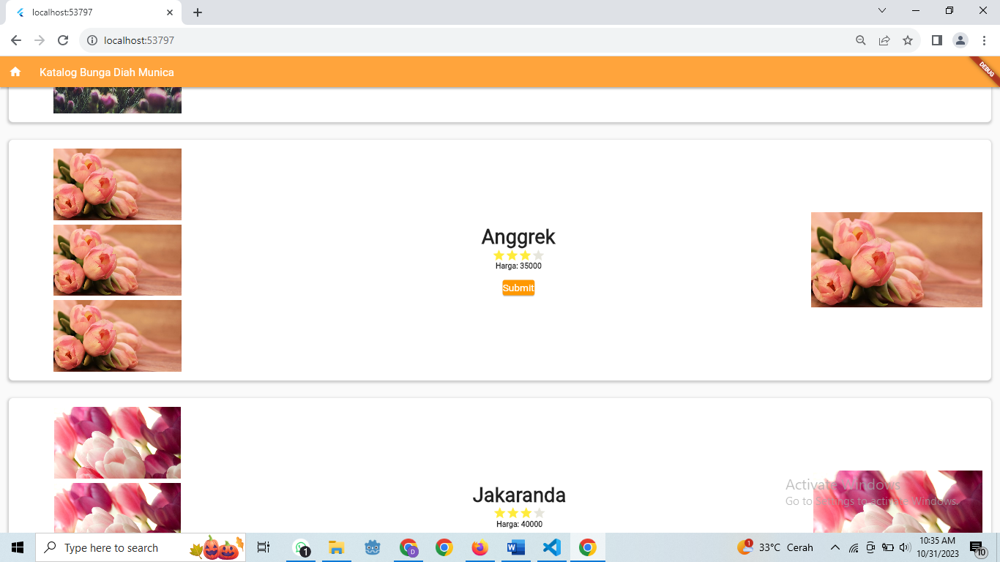 localhost:53797
localhost:53797
Katalog Bunga Diah Munica
DEBUG
Anggrek
Harga: 35000
Submit
Jakaranda
Harga: 40000
Activate Windows
Go to Settings to activate Windows.
Type here to search
1
D
W
1
33°C Cerah
10:35 AM
10/31/2023
10